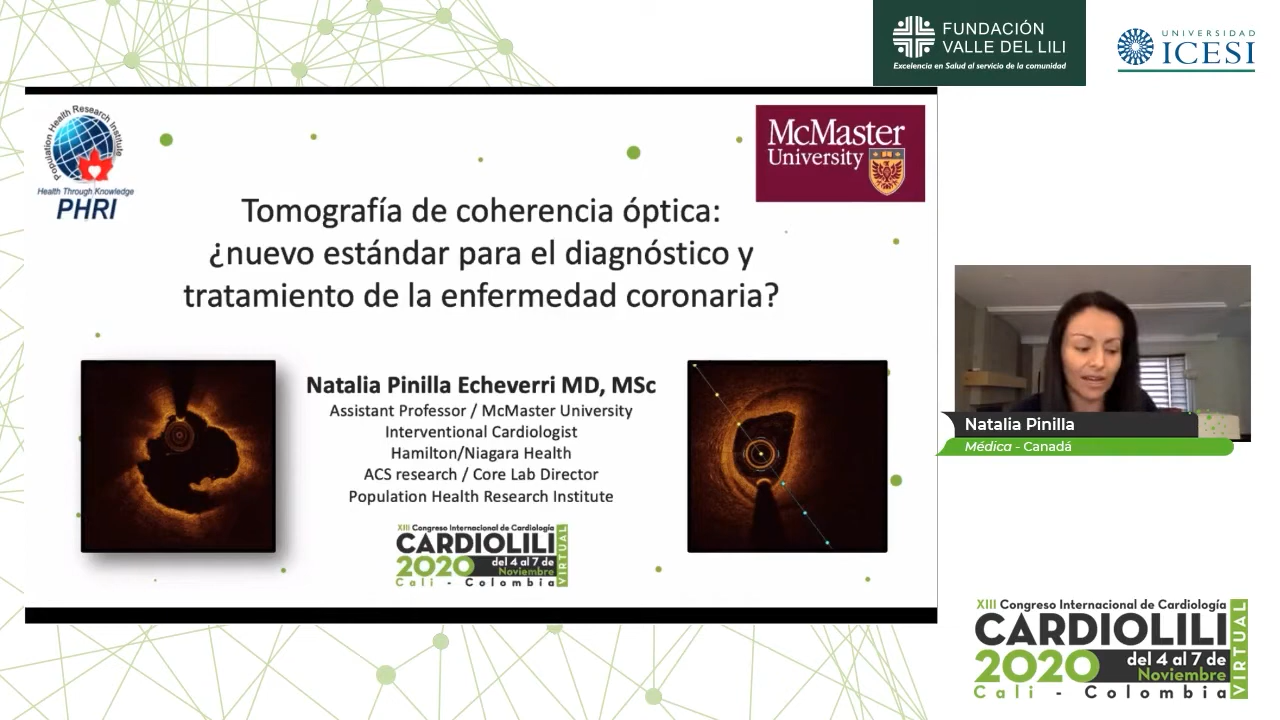 FUNDACIÓN
VALLE DEL LILI
Excelencia en Salud al servicio de la comunidad
UNIVERSIDAD
ICESI
Population Health Research Institute
Health Through Knowledge
PHRI
McMaster
University
Tomografía de coherencia óptica:
¿nuevo estándar para el diagnóstico y
tratamiento de la enfermedad coronaria?
Natalia Pinilla Echeverri MD, MSc
Assistant Professor / McMaster University
Interventional Cardiologist
Hamilton/Niagara Health
ACS research / Core Lab Director
Population Health Research Institute
XIII Congreso Internacional de Cardiología
CARDIOLILI
2020 del 4 al 7 de
Noviembre
Cali - Colombia
VIRTUAL
Natalia Pinilla
Médica - Canadá
XIII Congreso Internacional de Cardiología
CARDIOLILI
2020 del 4 al 7 de
Noviembre
Cali - Colombia
VIRTUAL